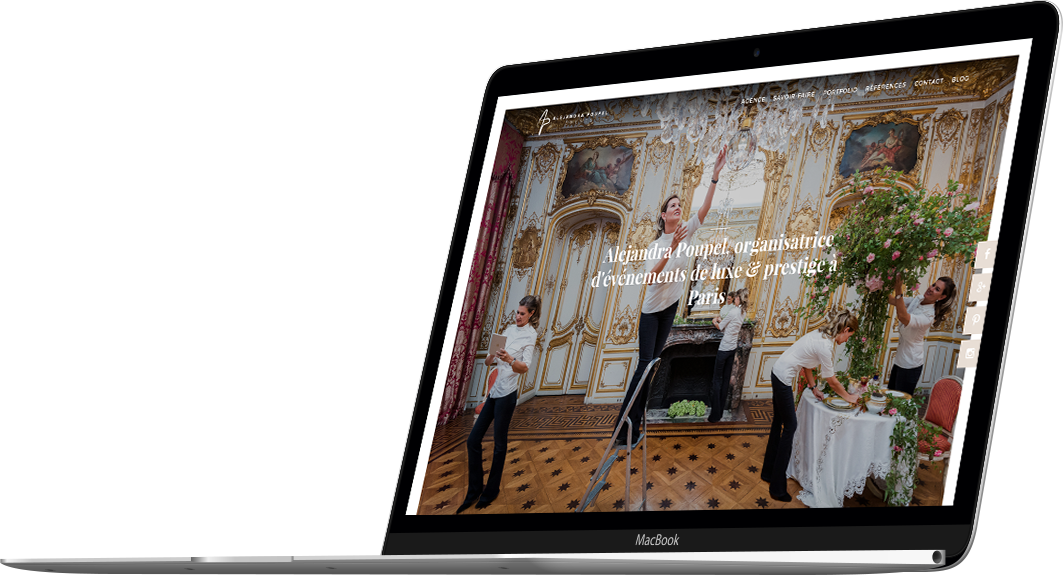 ALEJANDRA POUPEL
AGENCE SAVOIR-FAIRE PORTFOLIO RÉFÉRENCES CONTACT BLOG
Alejandra Poupel, organisatrice
d'événements de luxe & prestige à
Paris
MacBook